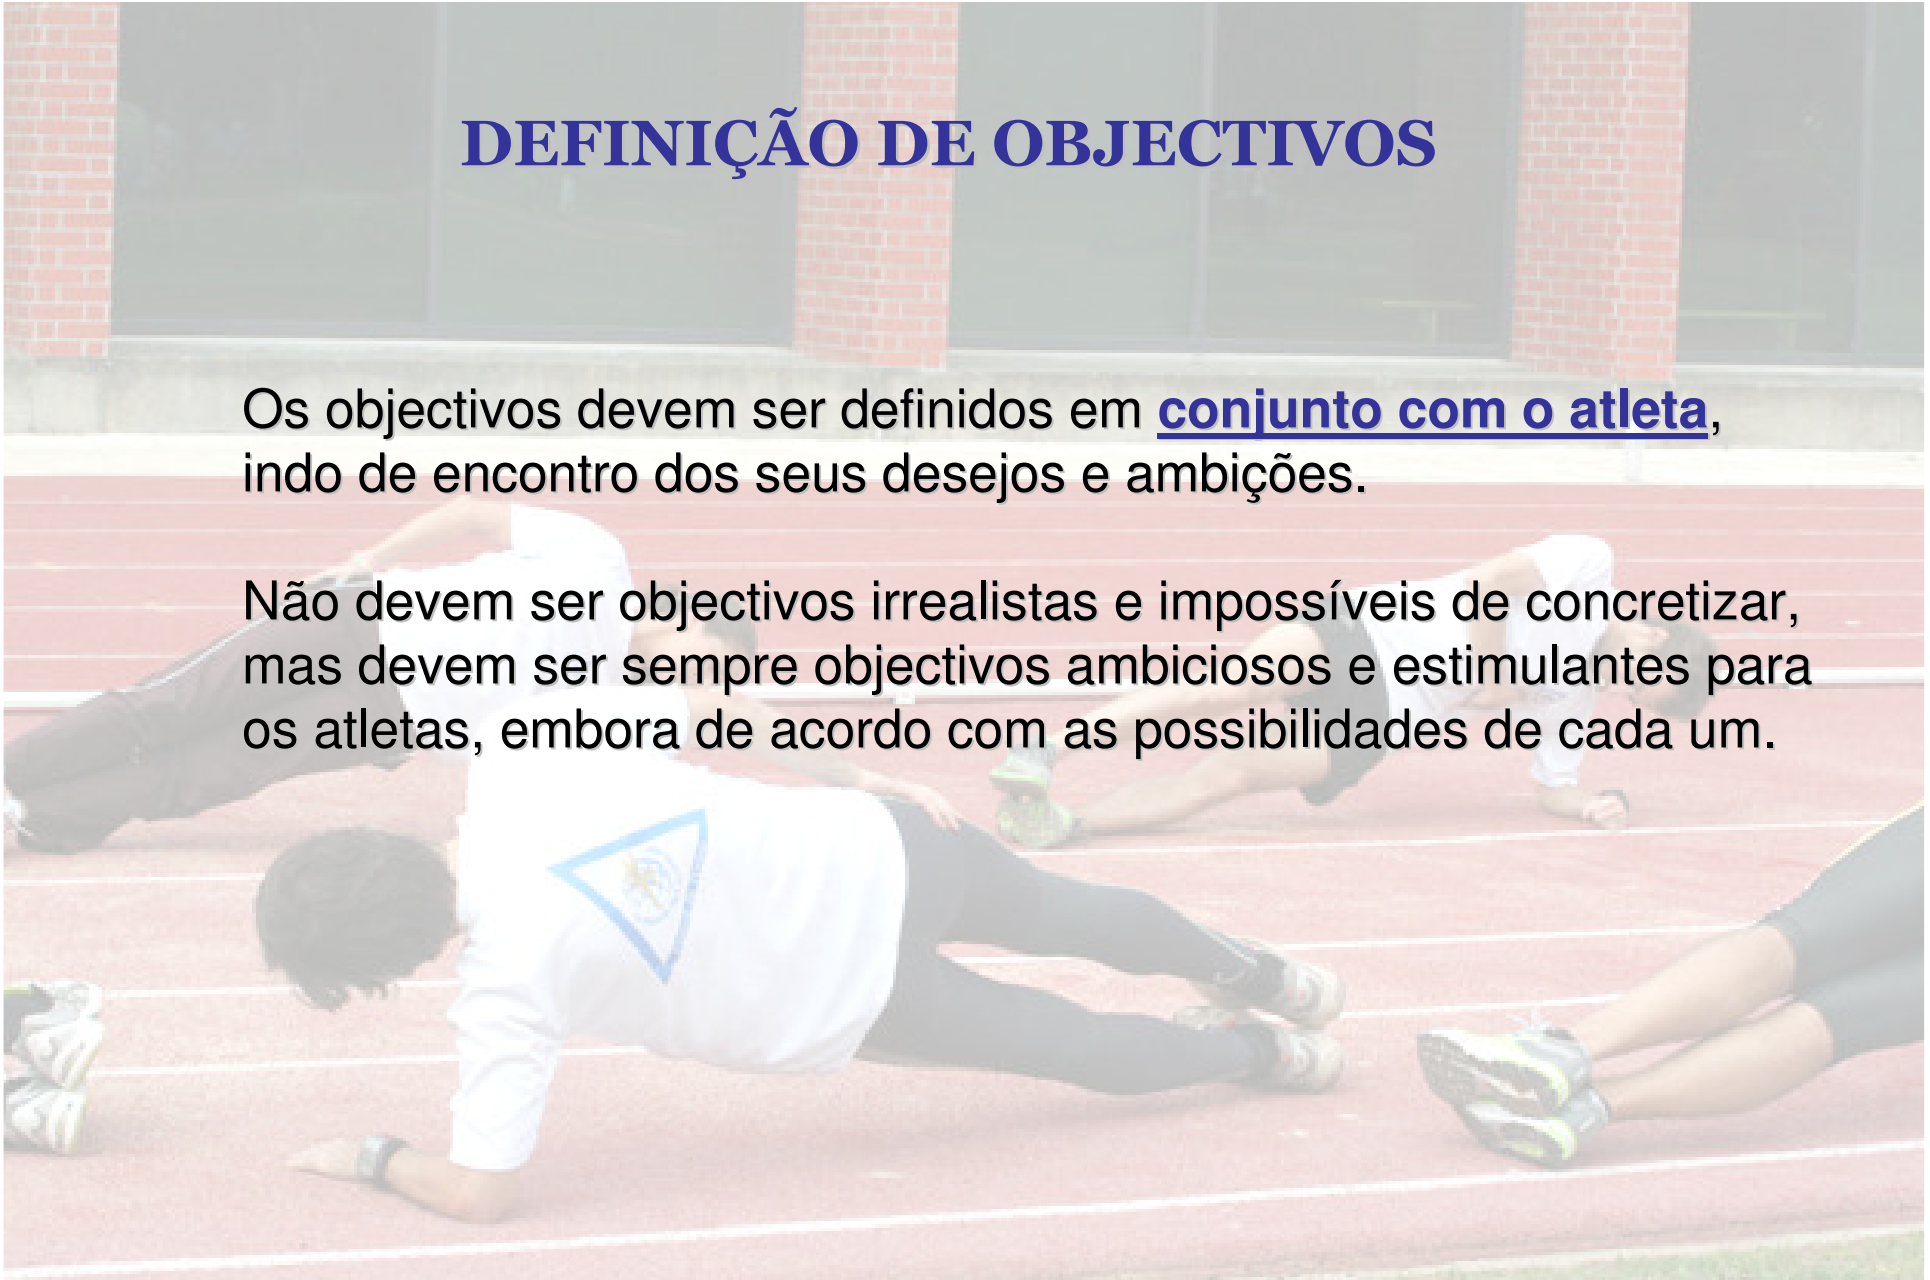 DEFINIÇÃO DE OBJECTIVOS
Os objectivos devem ser definidos em conjunto com o atleta,
indo de encontro dos seus desejos e ambições.
Não devem ser objectivos irrealistas e impossíveis de concretizar,
mas devem ser sempre objectivos ambiciosos e estimulantes para
os atletas, embora de acordo com as possibilidades de cada um.